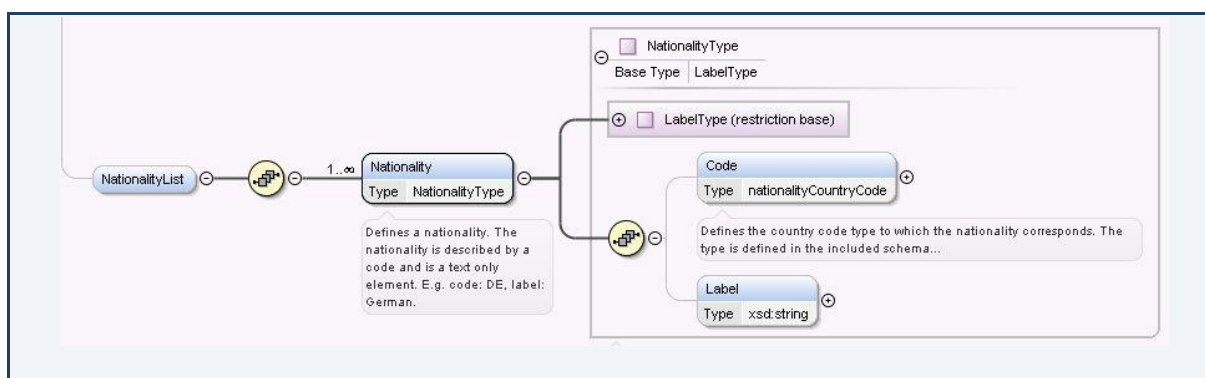 NationalityType
Base Type LabelType
LabelType (restriction base)
NationalityList
1..∞
Nationality
Type NationalityType
Defines a nationality. The
nationality is described by a
code and is a text only
element. E.g. code: DE, label:
German.
Code
Type nationalityCountryCode
Defines the country code type to which the nationality corresponds. The
type is defined in the included schema...
Label
Type xsd:string